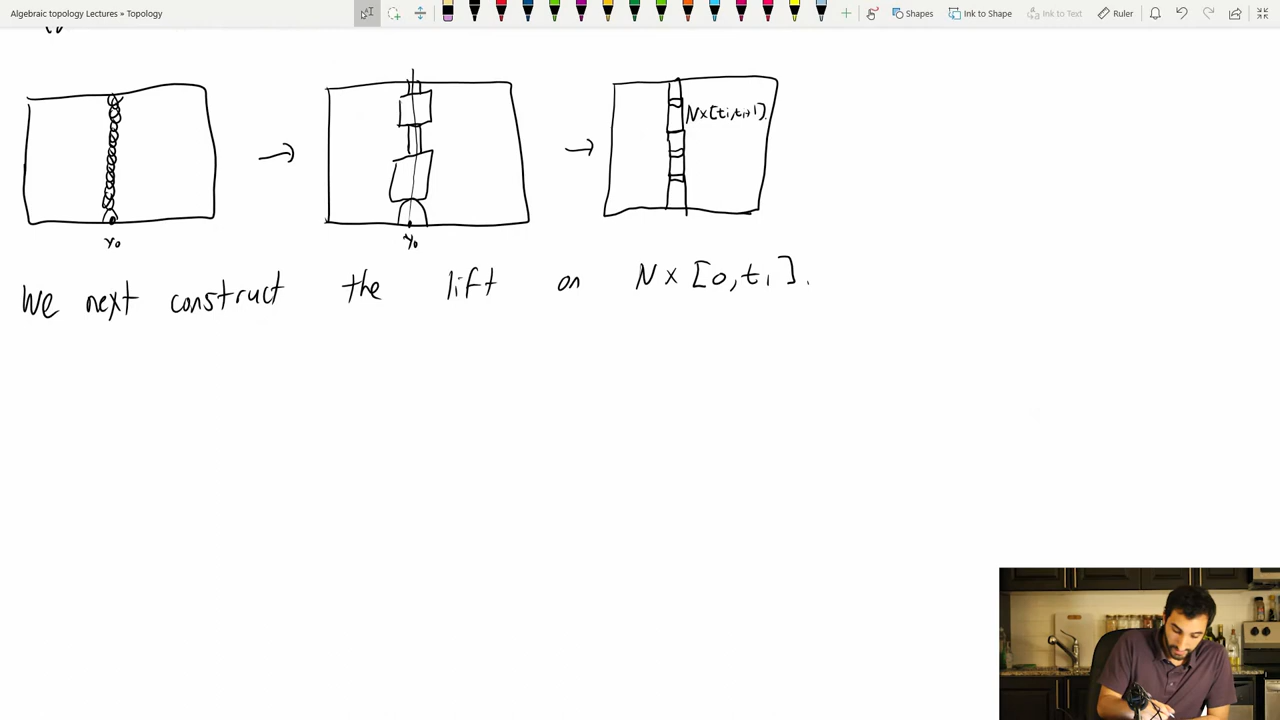 Algebraic topology Lectures – Topology
Shapes
Ink to Shape
Ink to Text
Ruler
N×[ti,ti+1].
y₀
y₀
We next construct the lift on N × [0,t₁].